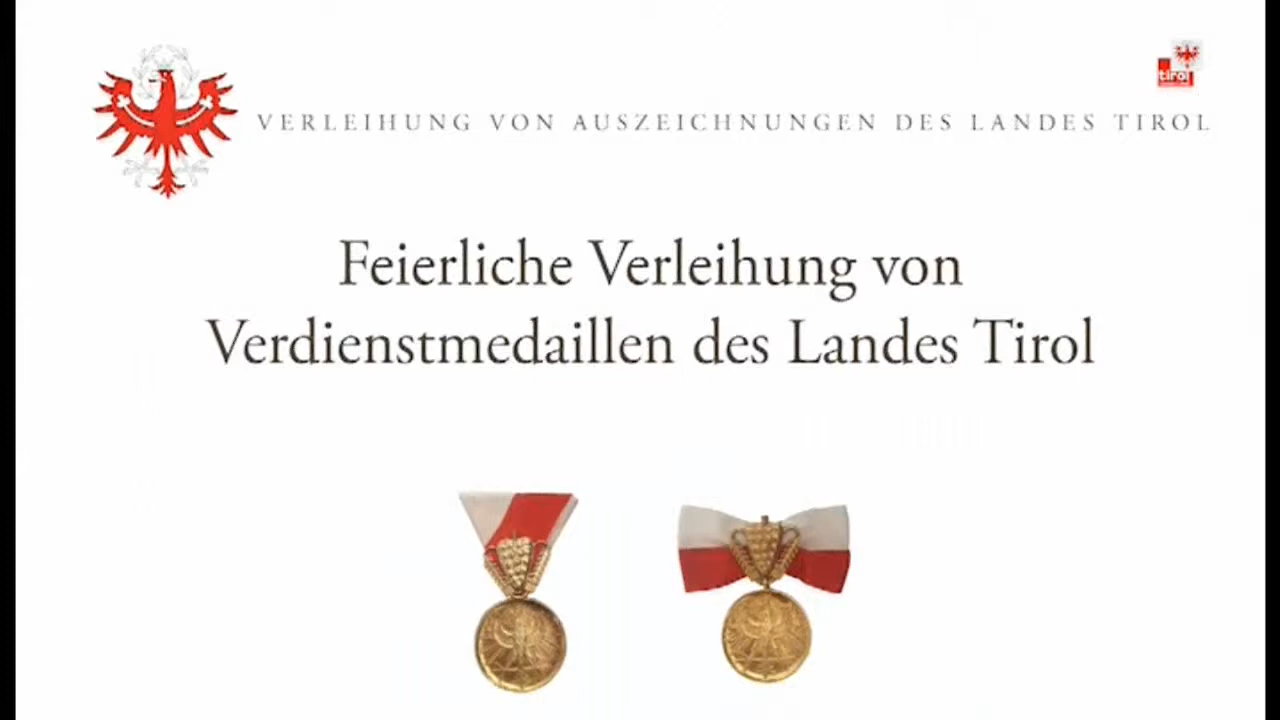 tirol
VERLEIHUNG VON AUSZEICHNUNGEN DES LANDES TIROL
Feierliche Verleihung von
Verdienstmedaillen des Landes Tirol